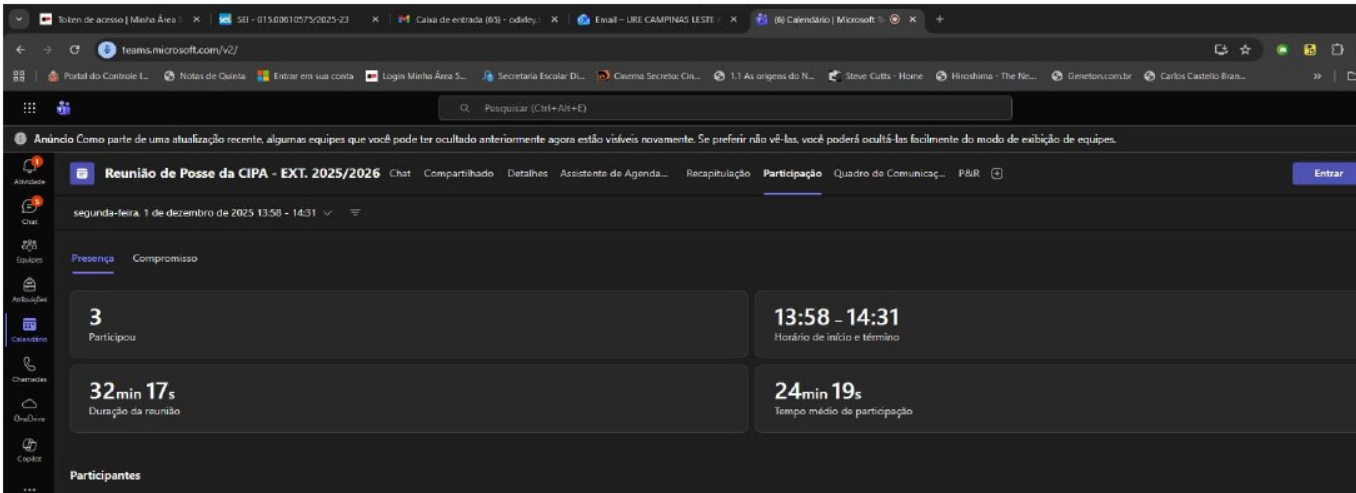 Token de acesso | Minha Área S
SEI - 015.00610575/2025-23
Caixa de entrada (65) - odirley.
Email – URE CAMPINAS LESTE
(6) Calendário | Microsoft Te
teams.microsoft.com/v2/
Portal do Controle I...
Notas de Quinta
Entrar em sua conta
Login Minha Área S...
Secretaria Escolar Di...
Cinema Secreto: Cin...
1.1 As origens do N...
Steve Cutts - Home
Hiroshima - The Ne...
Geneton.com.br
Carlos Castello Bran...
Pesquisar (Ctrl+Alt+E)
Anúncio Como parte de uma atualização recente, algumas equipes que você pode ter ocultado anteriormente agora estão visíveis novamente. Se preferir não vê-las, você poderá ocultá-las facilmente do modo de exibição de equipes.
Reunião de Posse da CIPA - EXT. 2025/2026 Chat Compartilhado Detalhes Assistente de Agenda... Recapitulação Participação Quadro de Comunicaç... P&R
Entrar
segunda-feira, 1 de dezembro de 2025 13:58 - 14:31
1
Atividade
5
Chat
Equipes
Atribuições
Calendário
Chamadas
OneDrive
Copilot
Presença Compromisso
3
Participou
13:58 - 14:31
Horário de início e término
32min 17s
Duração da reunião
24min 19s
Tempo médio de participação
Participantes